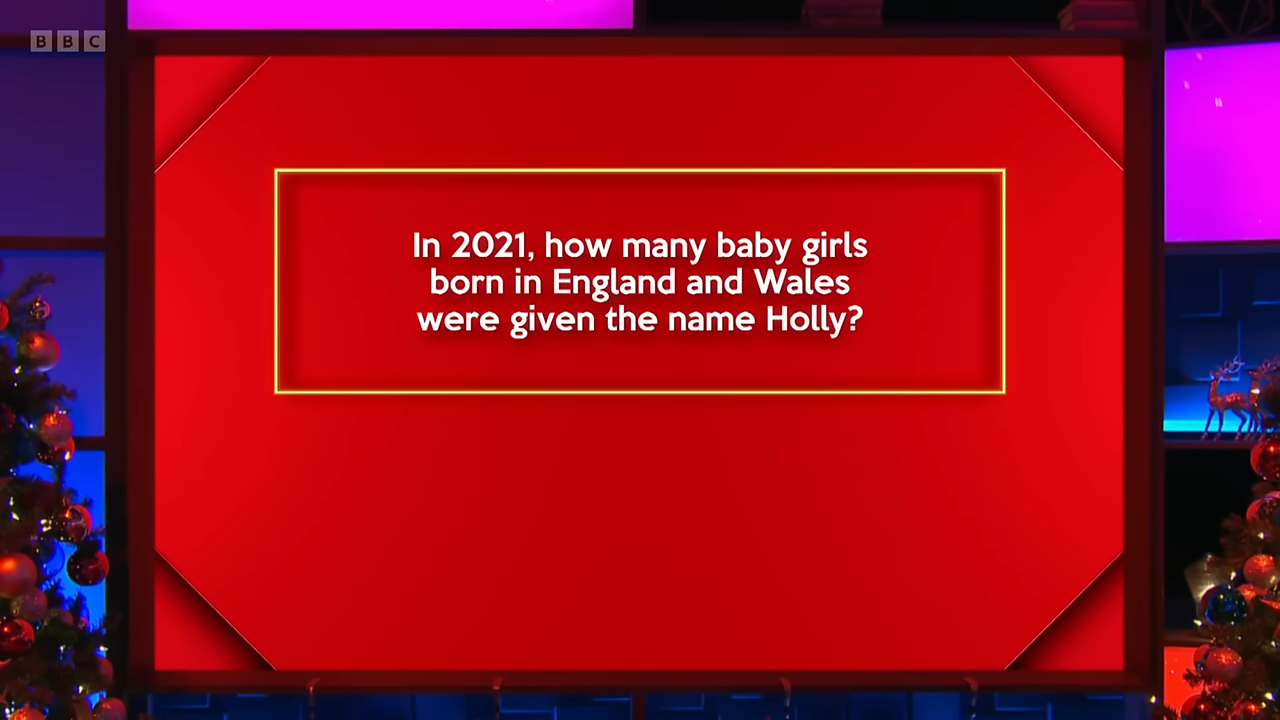 BBC
In 2021, how many baby girls
born in England and Wales
were given the name Holly?